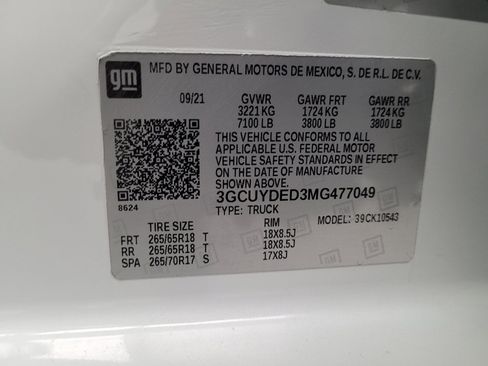 gm MFD BY GENERAL MOTORS DE MEXICO, S. DE R.L. DE C.V.
09/21 GVWR GAWR FRT GAWR RR
3221 KG 1724 KG 1724 KG
7100 LB 3800 LB 3800 LB
THIS VEHICLE CONFORMS TO ALL
APPLICABLE U.S. FEDERAL MOTOR
VEHICLE SAFETY STANDARDS IN EFFECT
ON THE DATE OF MANUFACTURE
SHOWN ABOVE.
3GCUYDED3MG477049
8624 TYPE: TRUCK MODEL: 39CK10543
TIRE SIZE RIM
FRT 265/65R18 T 18X8.5J
RR 265/65R18 T 18X8.5J
SPA 265/70R17 S 17X8J